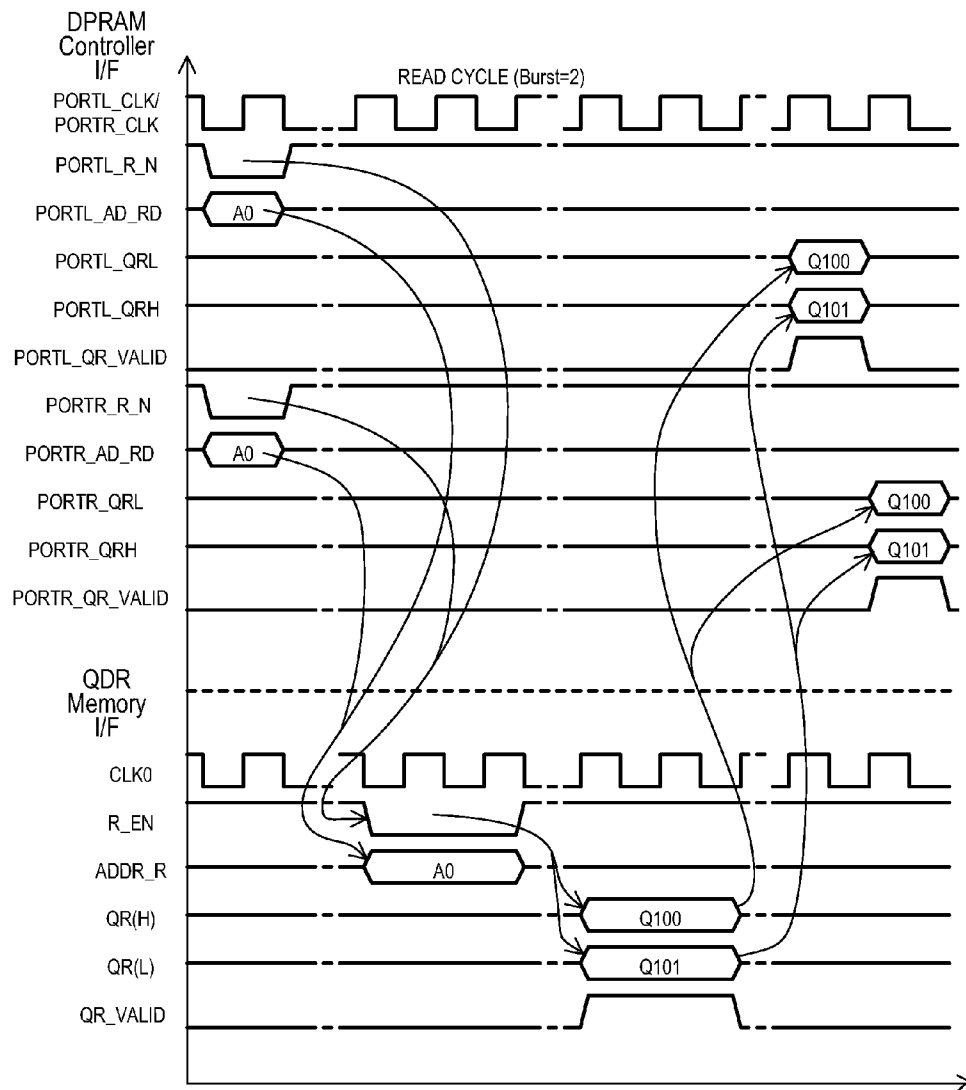 DPRAM
Controller
I/F
READ CYCLE (Burst=2)
PORTL_CLK/
PORTR_CLK
PORTL_R_N
PORTL_AD_RD A0
PORTL_QRL Q100
PORTL_QRH Q101
PORTL_QR_VALID
PORTR_R_N
PORTR_AD_RD A0
PORTR_QRL Q100
PORTR_QRH Q101
PORTR_QR_VALID
QDR
Memory
I/F
CLK0
R_EN
ADDR_R A0
QR(H) Q100
QR(L) Q101
QR_VALID